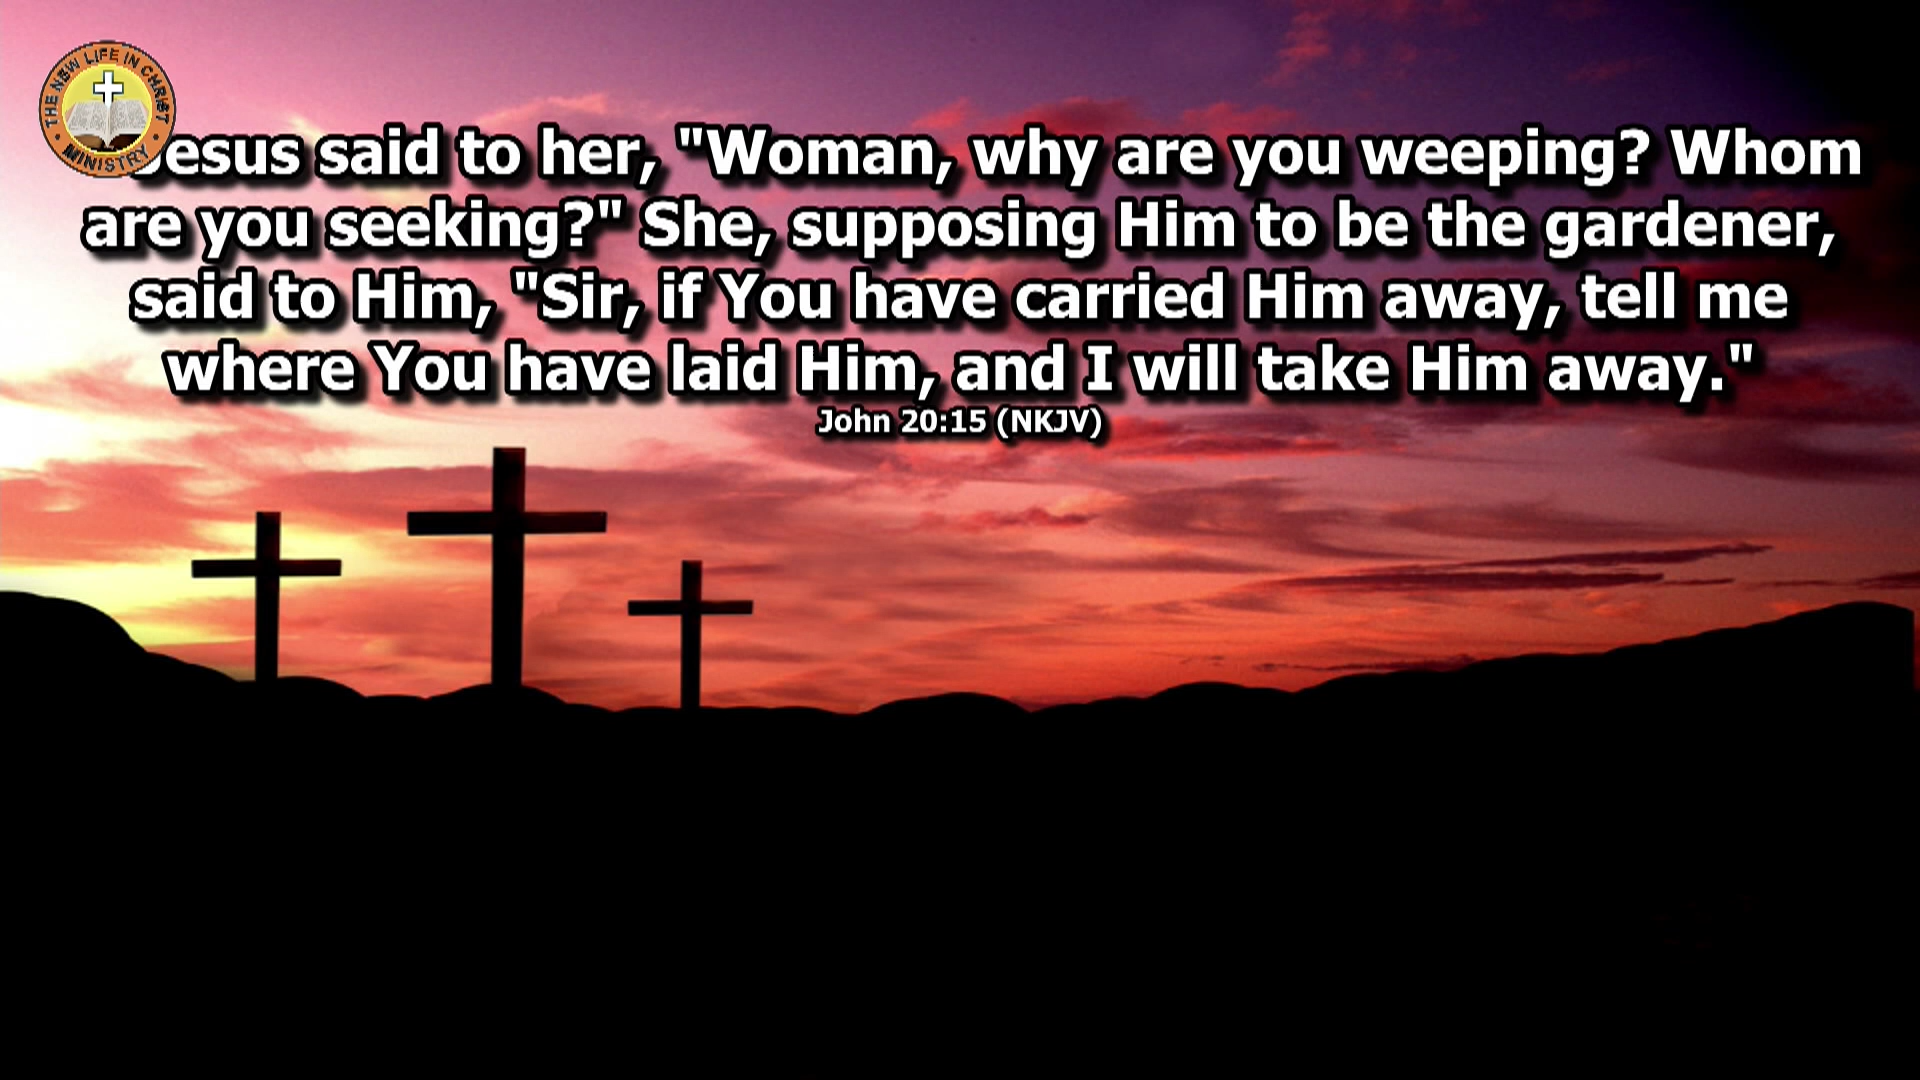 THE NEW LIFE IN CHRIST
MINISTRY
Jesus said to her, "Woman, why are you weeping? Whom
are you seeking?" She, supposing Him to be the gardener,
said to Him, "Sir, if You have carried Him away, tell me
where You have laid Him, and I will take Him away."
John 20:15 (NKJV)